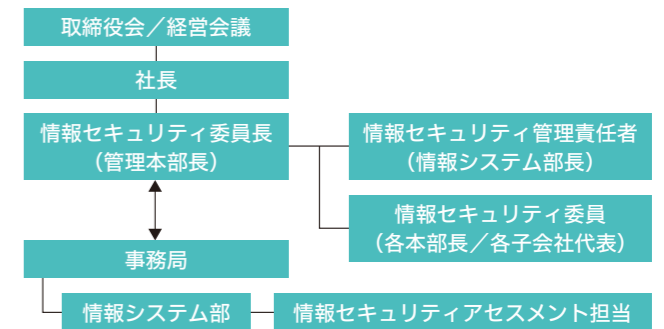 取締役会／経営会議
社長
情報セキュリティ委員長
（管理本部長）
情報セキュリティ管理責任者
（情報システム部長）
情報セキュリティ委員
（各本部長／各子会社代表）
事務局
情報システム部
情報セキュリティアセスメント担当